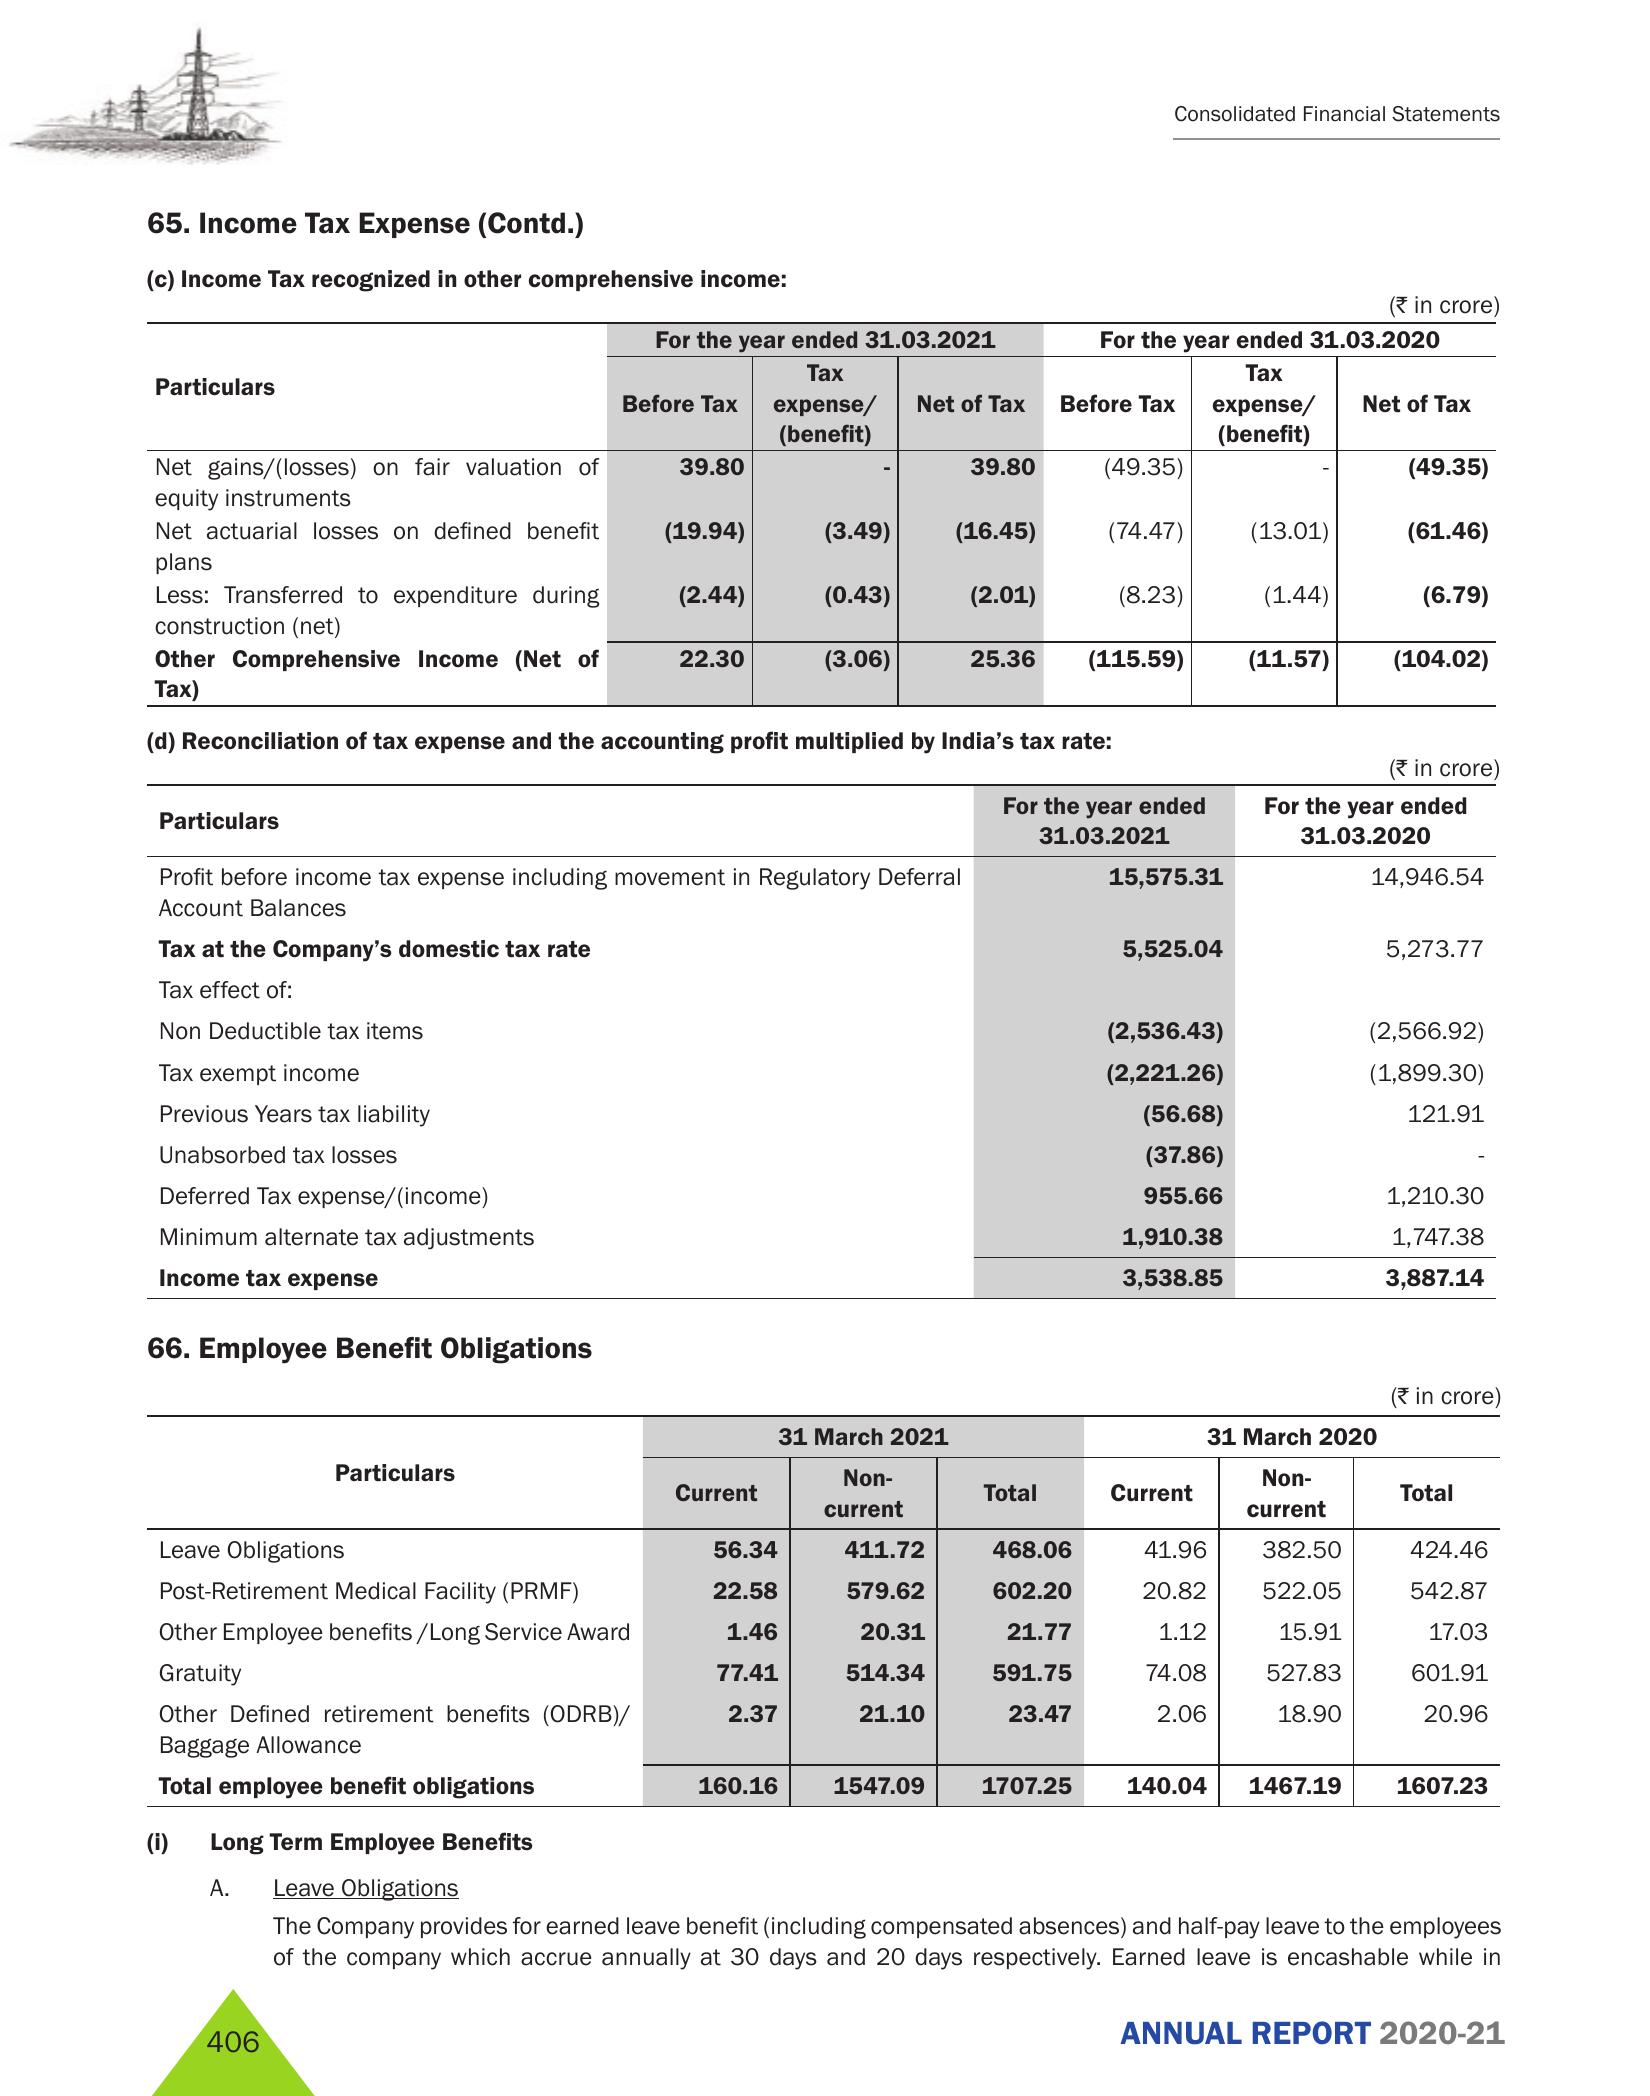 Consolidated Financial Statements
65. Income Tax Expense (Contd.)
(c) Income Tax recognized in other comprehensive income:
(₹ in crore)
Particulars For the year ended 31.03.2021 For the year ended 31.03.2020
Before Tax Tax expense/ (benefit) Net of Tax Before Tax Tax expense/ (benefit) Net of Tax
Net gains/(losses) on fair valuation of 39.80 - 39.80 (49.35) - (49.35)
equity instruments
Net actuarial losses on defined benefit (19.94) (3.49) (16.45) (74.47) (13.01) (61.46)
plans
Less: Transferred to expenditure during (2.44) (0.43) (2.01) (8.23) (1.44) (6.79)
construction (net)
Other Comprehensive Income (Net of 22.30 (3.06) 25.36 (115.59) (11.57) (104.02)
Tax)
(d) Reconciliation of tax expense and the accounting profit multiplied by India's tax rate:
(₹ in crore)
Particulars For the year ended 31.03.2021 For the year ended 31.03.2020
Profit before income tax expense including movement in Regulatory Deferral 15,575.31 14,946.54
Account Balances
Tax at the Company's domestic tax rate 5,525.04 5,273.77
Tax effect of:
Non Deductible tax items (2,536.43) (2,566.92)
Tax exempt income (2,221.26) (1,899.30)
Previous Years tax liability (56.68) 121.91
Unabsorbed tax losses (37.86) -
Deferred Tax expense/(income) 955.66 1,210.30
Minimum alternate tax adjustments 1,910.38 1,747.38
Income tax expense 3,538.85 3,887.14
66. Employee Benefit Obligations
(₹ in crore)
Particulars 31 March 2021 31 March 2020
Current Non-current Total Current Non-current Total
Leave Obligations 56.34 411.72 468.06 41.96 382.50 424.46
Post-Retirement Medical Facility (PRMF) 22.58 579.62 602.20 20.82 522.05 542.87
Other Employee benefits /Long Service Award 1.46 20.31 21.77 1.12 15.91 17.03
Gratuity 77.41 514.34 591.75 74.08 527.83 601.91
Other Defined retirement benefits (ODRB)/ 2.37 21.10 23.47 2.06 18.90 20.96
Baggage Allowance
Total employee benefit obligations 160.16 1547.09 1707.25 140.04 1467.19 1607.23
(i) Long Term Employee Benefits
A. Leave Obligations
The Company provides for earned leave benefit (including compensated absences) and half-pay leave to the employees
of the company which accrue annually at 30 days and 20 days respectively. Earned leave is encashable while in
406
ANNUAL REPORT 2020-21